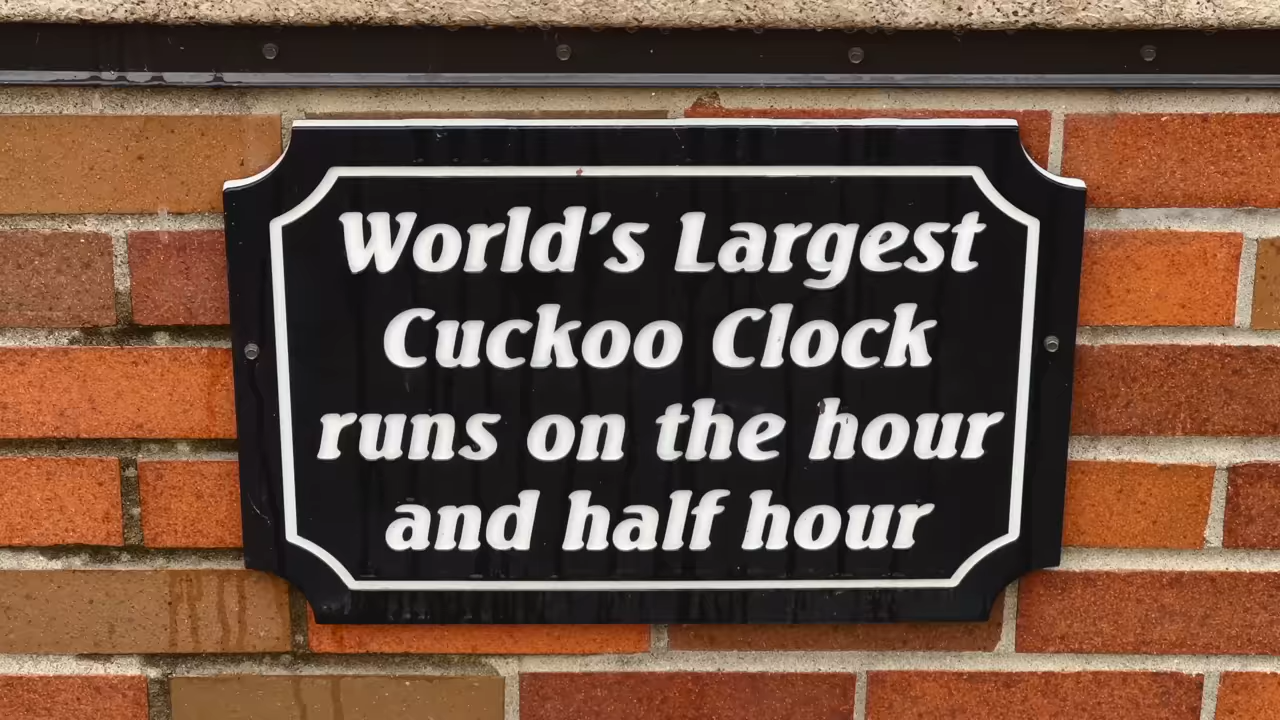 World's Largest
Cuckoo Clock
runs on the hour
and half hour